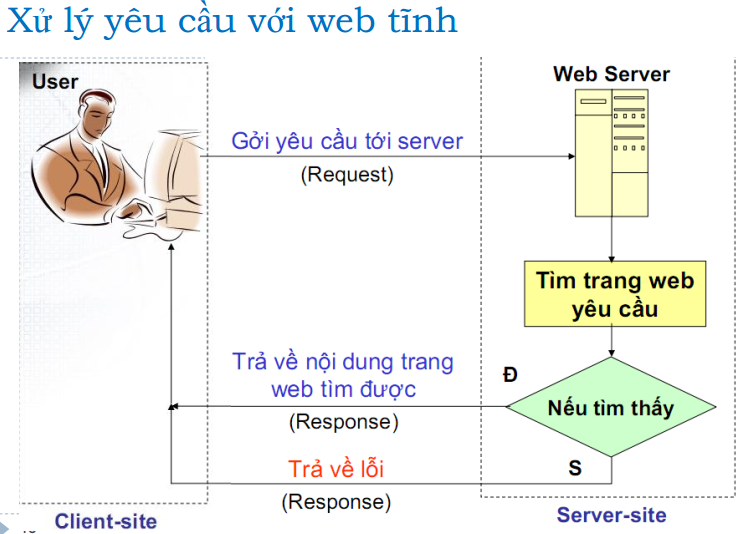 Xử lý yêu cầu với web tĩnh
User
Web Server
Gởi yêu cầu tới server
(Request)
Tìm trang web
yêu cầu
Trả về nội dung trang
web tìm được
(Response)
Đ
Nếu tìm thấy
Trả về lỗi
(Response)
S
Client-site
Server-site